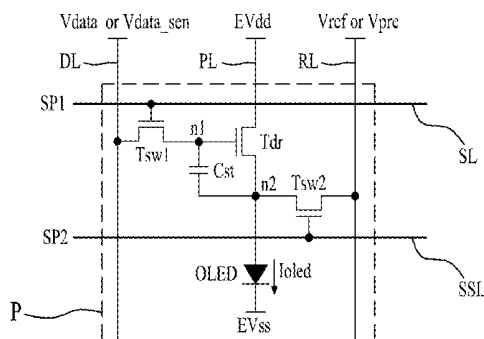 Vdata or Vdata_sen EVdd Vref or Vpre
DL PL RL
SP1
n1 Tdr
Tsw1 SL
Cst
n2 Tsw2
SP2
OLED Ioled
SSL
P
EVss